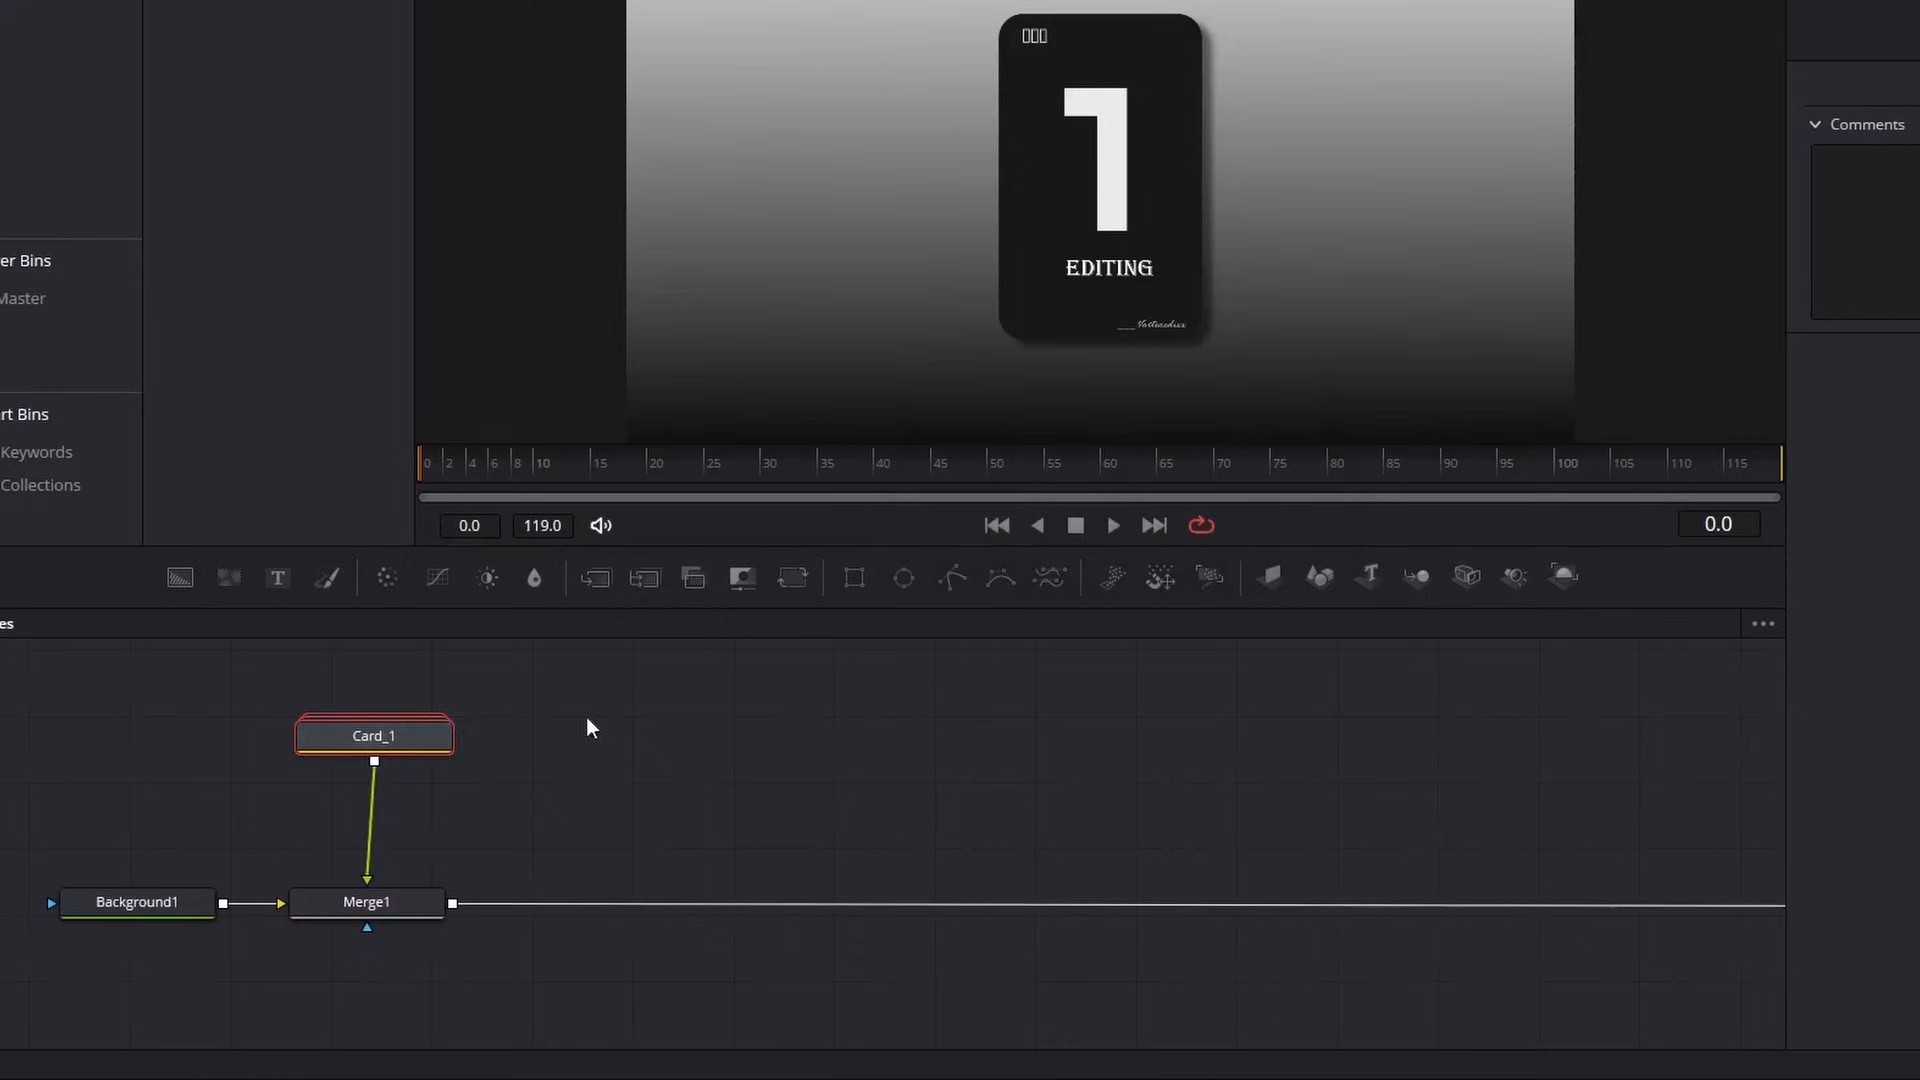 1
EDITING
Comments
er Bins
Master
rt Bins
Keywords
Collections
0 2 4 6 8 10 15 20 25 30 35 40 45 50 55 60 65 70 75 80 85 90 95 100 105 110 115
0.0 119.0 0.0
T
es
Card_1
Background1 Merge1